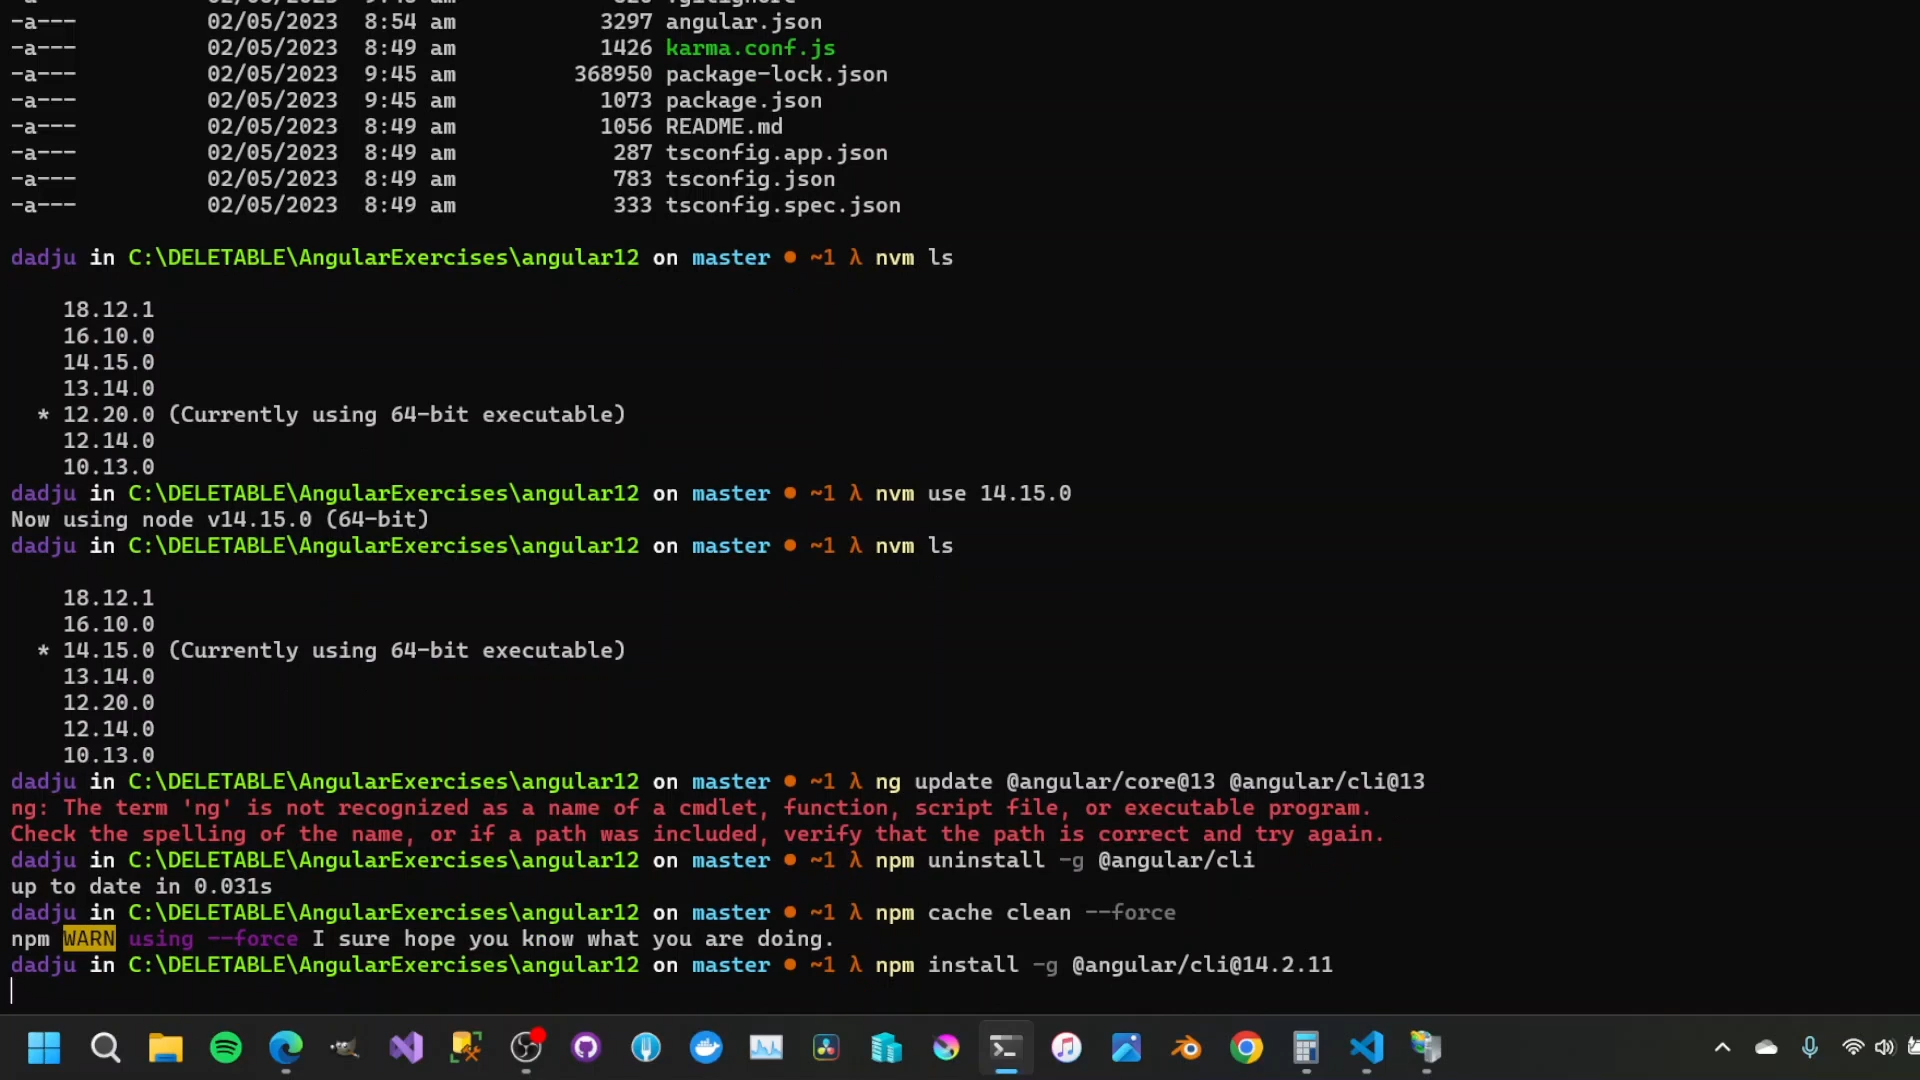 -a---          02/05/2023  8:54 am           3297 angular.json
-a---          02/05/2023  8:49 am           1426 karma.conf.js
-a---          02/05/2023  9:45 am         368950 package-lock.json
-a---          02/05/2023  9:45 am           1073 package.json
-a---          02/05/2023  8:49 am           1056 README.md
-a---          02/05/2023  8:49 am            287 tsconfig.app.json
-a---          02/05/2023  8:49 am            783 tsconfig.json
-a---          02/05/2023  8:49 am            333 tsconfig.spec.json
dadju in C:\DELETABLE\AngularExercises\angular12 on master ● ~1 λ nvm ls
18.12.1
16.10.0
14.15.0
13.14.0
* 12.20.0 (Currently using 64-bit executable)
12.14.0
10.13.0
dadju in C:\DELETABLE\AngularExercises\angular12 on master ● ~1 λ nvm use 14.15.0
Now using node v14.15.0 (64-bit)
dadju in C:\DELETABLE\AngularExercises\angular12 on master ● ~1 λ nvm ls
18.12.1
16.10.0
* 14.15.0 (Currently using 64-bit executable)
13.14.0
12.20.0
12.14.0
10.13.0
dadju in C:\DELETABLE\AngularExercises\angular12 on master ● ~1 λ ng update @angular/core@13 @angular/cli@13
ng: The term 'ng' is not recognized as a name of a cmdlet, function, script file, or executable program.
Check the spelling of the name, or if a path was included, verify that the path is correct and try again.
dadju in C:\DELETABLE\AngularExercises\angular12 on master ● ~1 λ npm uninstall -g @angular/cli
up to date in 0.031s
dadju in C:\DELETABLE\AngularExercises\angular12 on master ● ~1 λ npm cache clean --force
npm WARN using --force I sure hope you know what you are doing.
dadju in C:\DELETABLE\AngularExercises\angular12 on master ● ~1 λ npm install -g @angular/cli@14.2.11